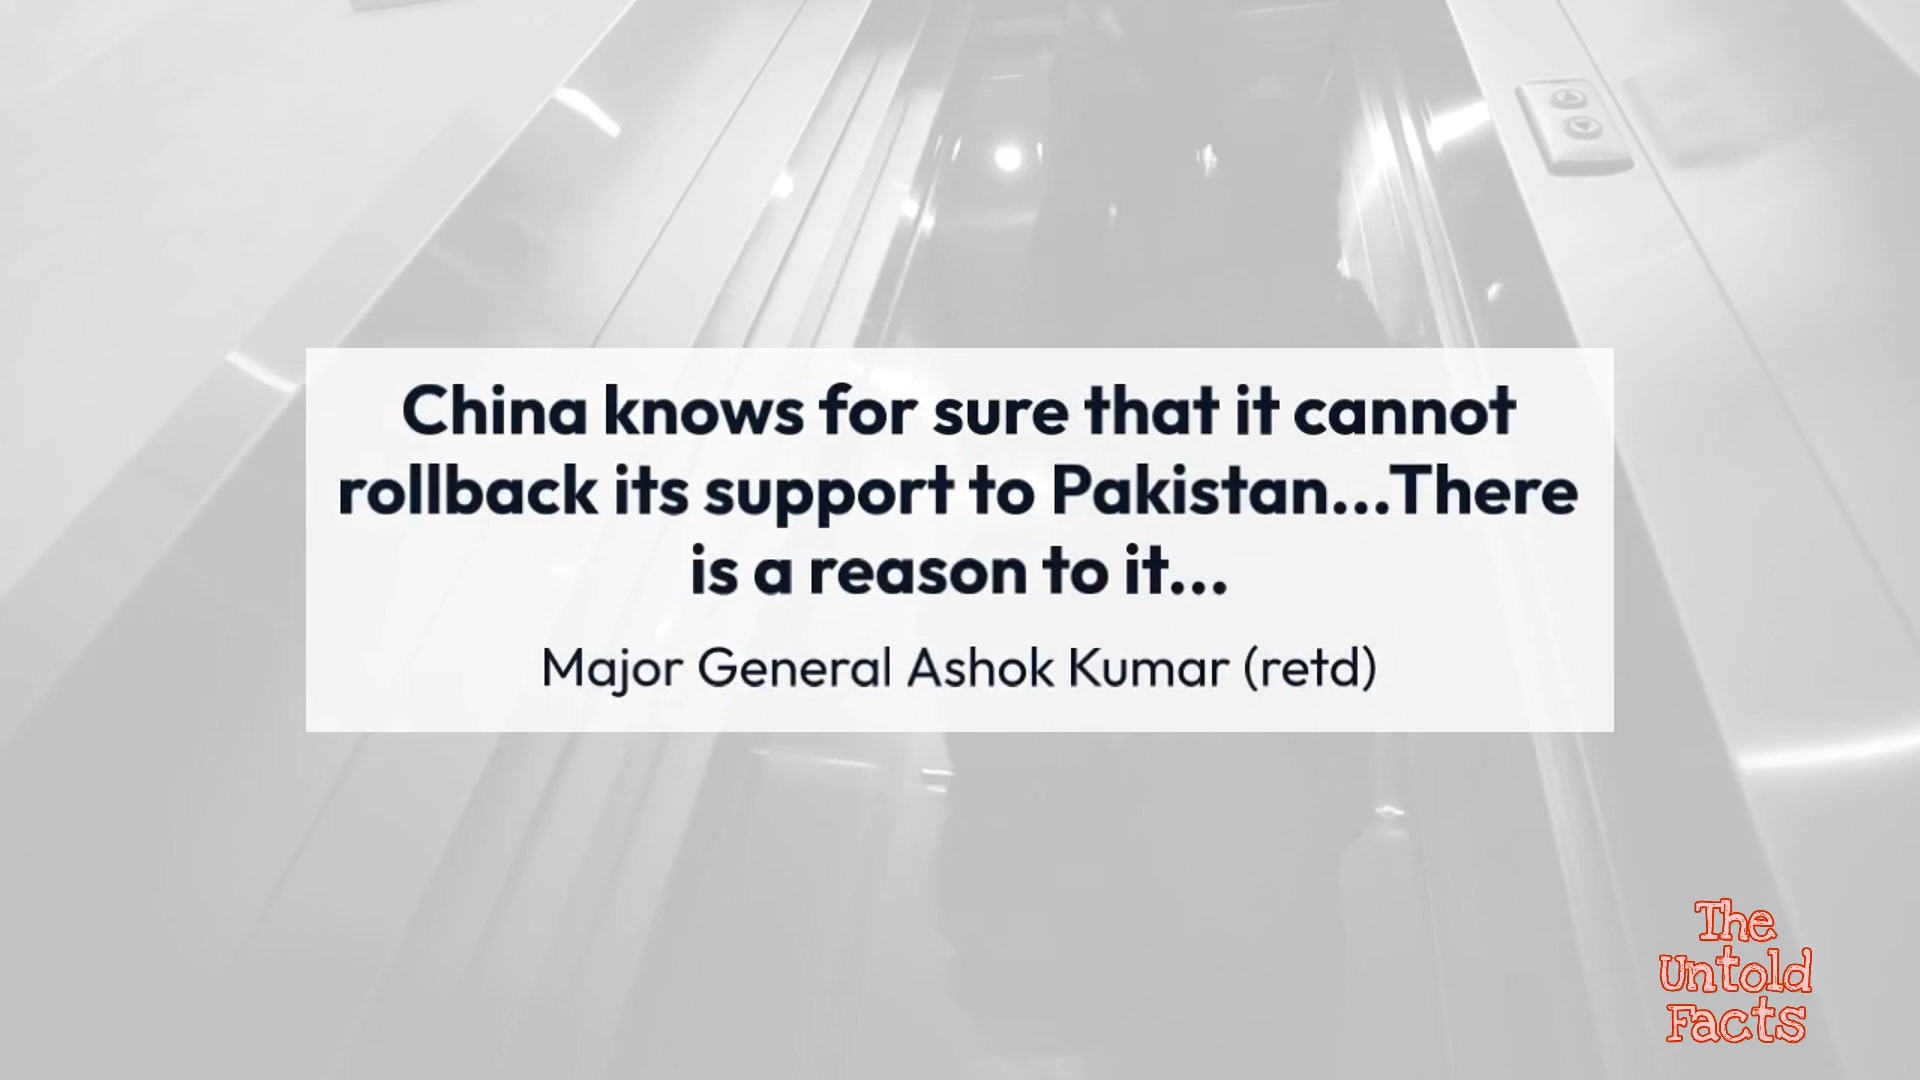 China knows for sure that it cannot
rollback its support to Pakistan...There
is a reason to it...
Major General Ashok Kumar (retd)
The
Untold
Facts